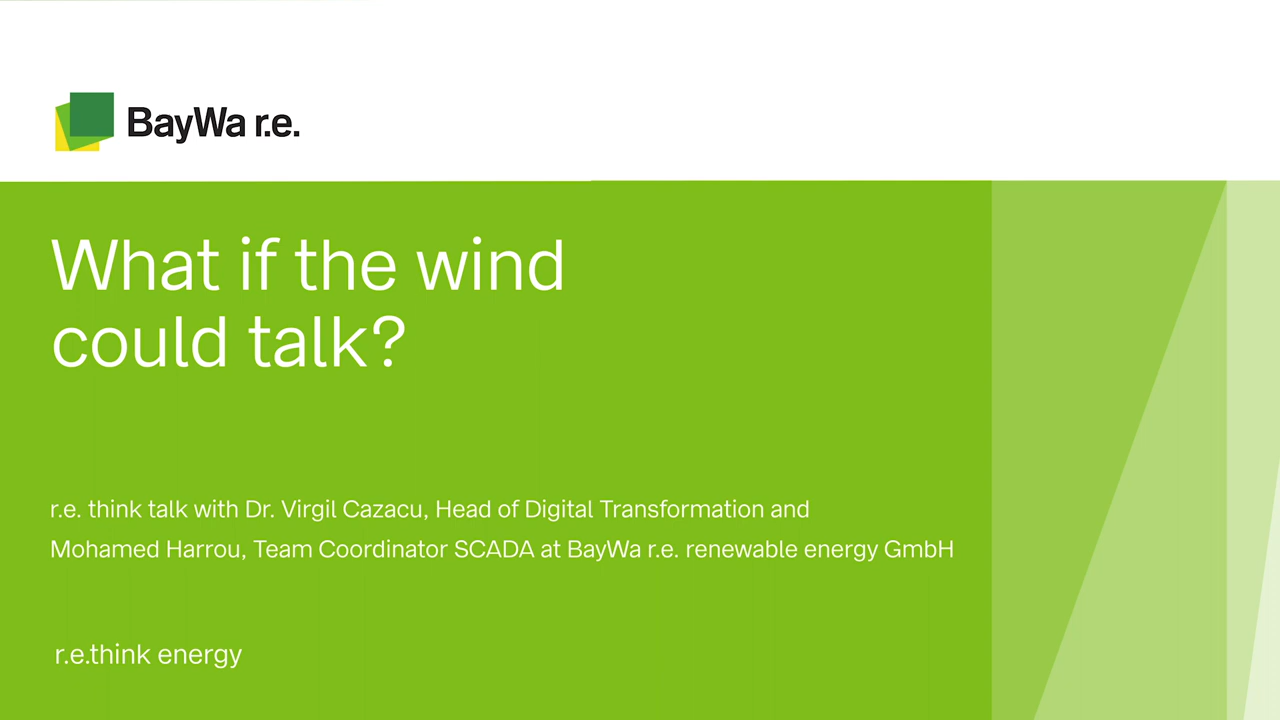 BayWa r.e.
What if the wind
could talk?
r.e. think talk with Dr. Virgil Cazacu, Head of Digital Transformation and
Mohamed Harrou, Team Coordinator SCADA at BayWa r.e. renewable energy GmbH
r.e.think energy